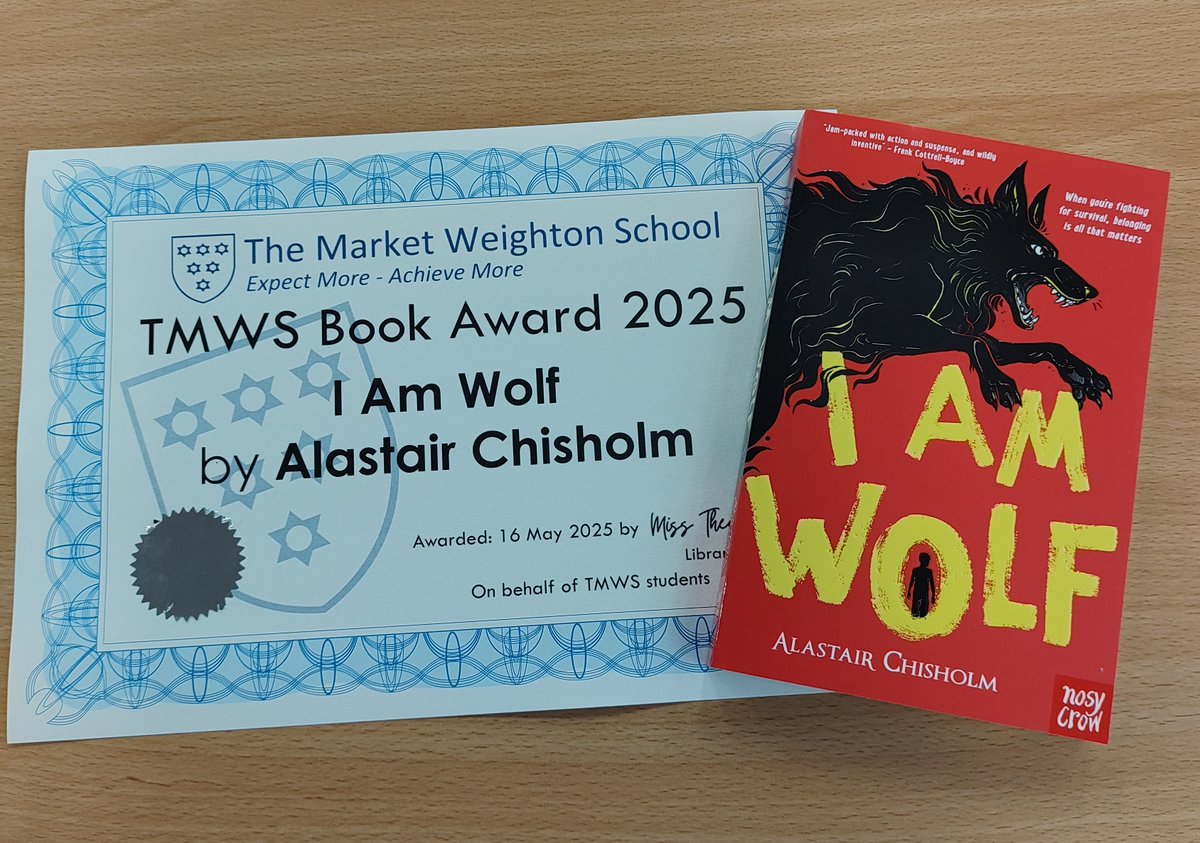 The Market Weighton School
Expect More - Achieve More
TMWS Book Award 2025
I Am Wolf
by Alastair Chisholm
Awarded: 16 May 2025 by Miss
On behalf of TMWS students
"Jam-packed with action and suspense, and wildly
inventive" - Frank Cottrell-Boyce
When you're fighting
for survival, belonging
is all that matters
I AM
WOLF
ALASTAIR CHISHOLM
nosy
crow